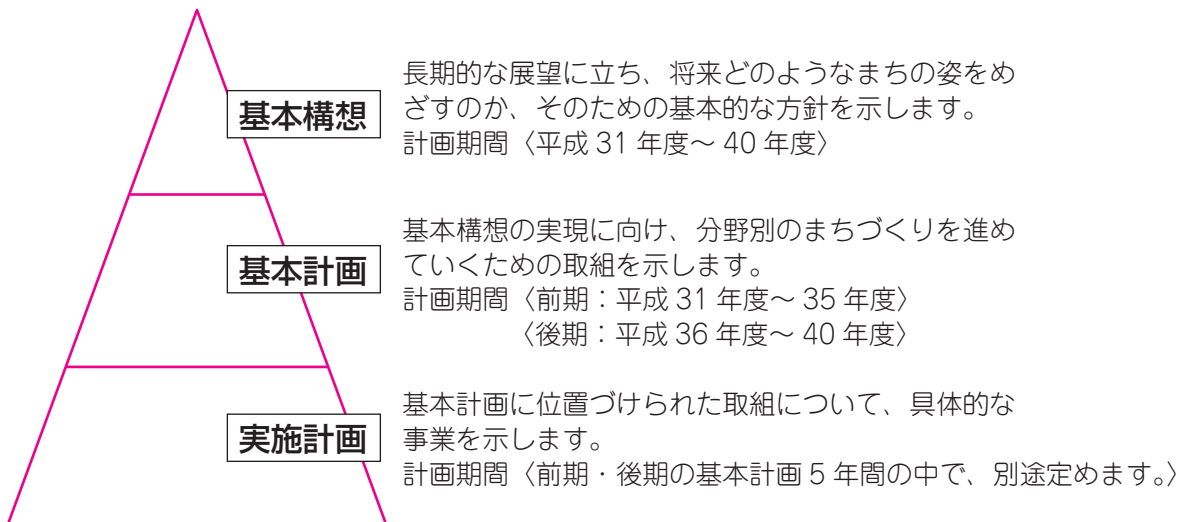 基本構想
長期的な展望に立ち、将来どのようなまちの姿をめ
ざすのか、そのための基本的な方針を示します。
計画期間〈平成 31 年度～ 40 年度〉
基本計画
基本構想の実現に向け、分野別のまちづくりを進め
ていくための取組を示します。
計画期間〈前期：平成 31 年度～ 35 年度〉
〈後期：平成 36 年度～ 40 年度〉
実施計画
基本計画に位置づけられた取組について、具体的な
事業を示します。
計画期間〈前期・後期の基本計画 5 年間の中で、別途定めます。〉